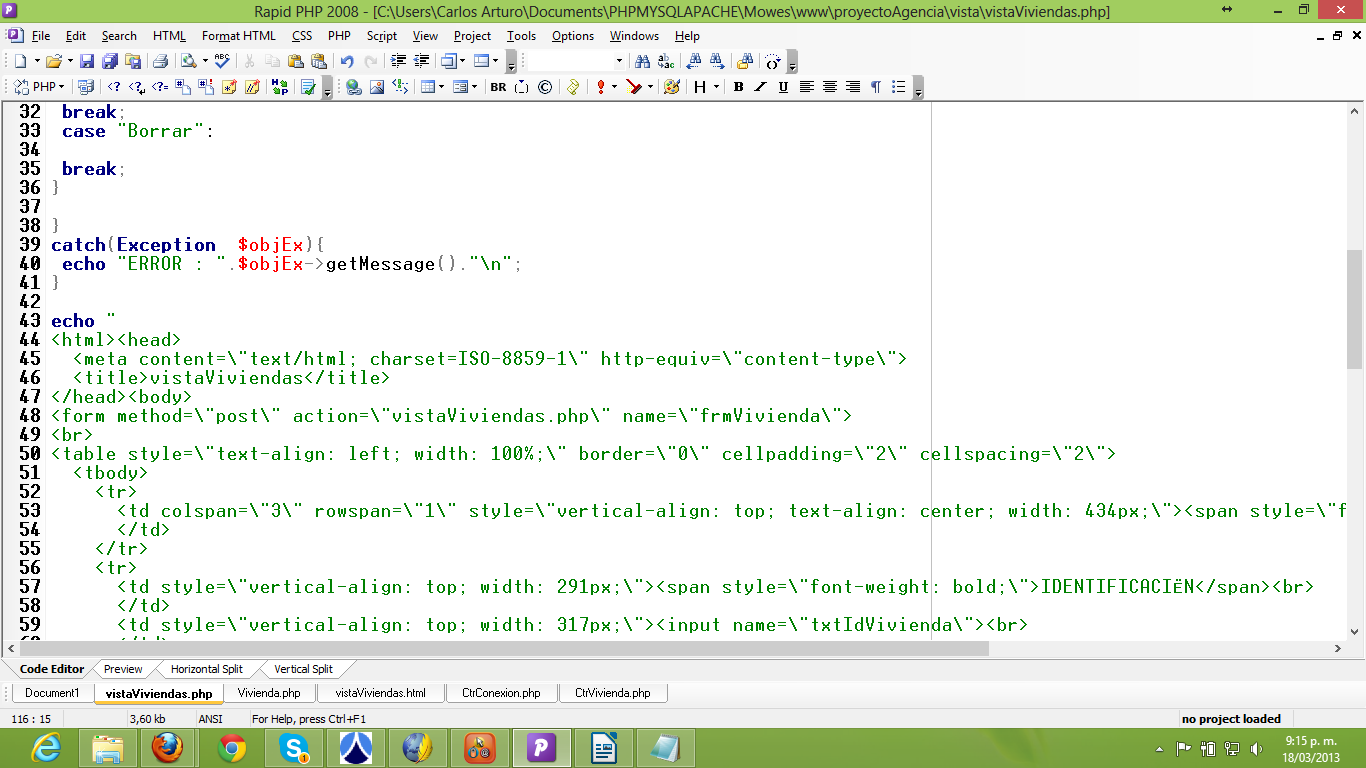 Rapid PHP 2008 - [C:\Users\Carlos Arturo\Documents\PHPMYSQLAPACHE\Mowes\www\proyectoAgencia\vista\vistaViviendas.php]
File Edit Search HTML Format HTML CSS PHP Script View Project Tools Options Windows Help
PHP BR H B I U
32 break;
33 case "Borrar":
34
35 break;
36 }
37
38 }
39 catch(Exception $objEx){
40 echo "ERROR : ".$objEx->getMessage()."\n";
41 }
42
43 echo "
44 <html><head>
45 <meta content=\"text/html; charset=ISO-8859-1\" http-equiv=\"content-type\">
46 <title>vistaViviendas</title>
47 </head><body>
48 <form method=\"post\" action=\"vistaViviendas.php\" name=\"frmVivienda\">
49 <br>
50 <table style=\"text-align: left; width: 100%;\" border=\"0\" cellpadding=\"2\" cellspacing=\"2\">
51 <tbody>
52 <tr>
53 <td colspan=\"3\" rowspan=\"1\" style=\"vertical-align: top; text-align: center; width: 434px;\"><span style=\"f
54 </td>
55 </tr>
56 <tr>
57 <td style=\"vertical-align: top; width: 291px;\"><span style=\"font-weight: bold;\">IDENTIFICACIËN</span><br>
58 </td>
59 <td style=\"vertical-align: top; width: 317px;\"><input name=\"txtIdVivienda\"><br>
Code Editor Preview Horizontal Split Vertical Split
Document1 vistaViviendas.php Vivienda.php vistaViviendas.html CtrConexion.php CtrVivienda.php
116 : 15 3,60 kb ANSI For Help, press Ctrl+F1 no project loaded
9:15 p. m.
18/03/2013